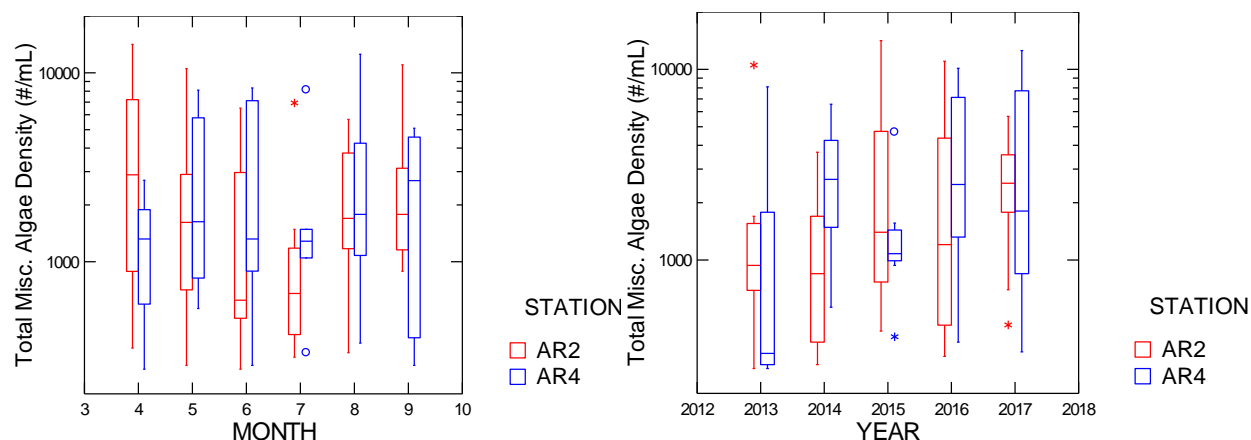 Total Misc. Algae Density (#/mL)
10000
1000
3 4 5 6 7 8 9 10
MONTH
STATION
AR2
AR4
Total Misc. Algae Density (#/mL)
10000
1000
2012 2013 2014 2015 2016 2017 2018
YEAR
STATION
AR2
AR4